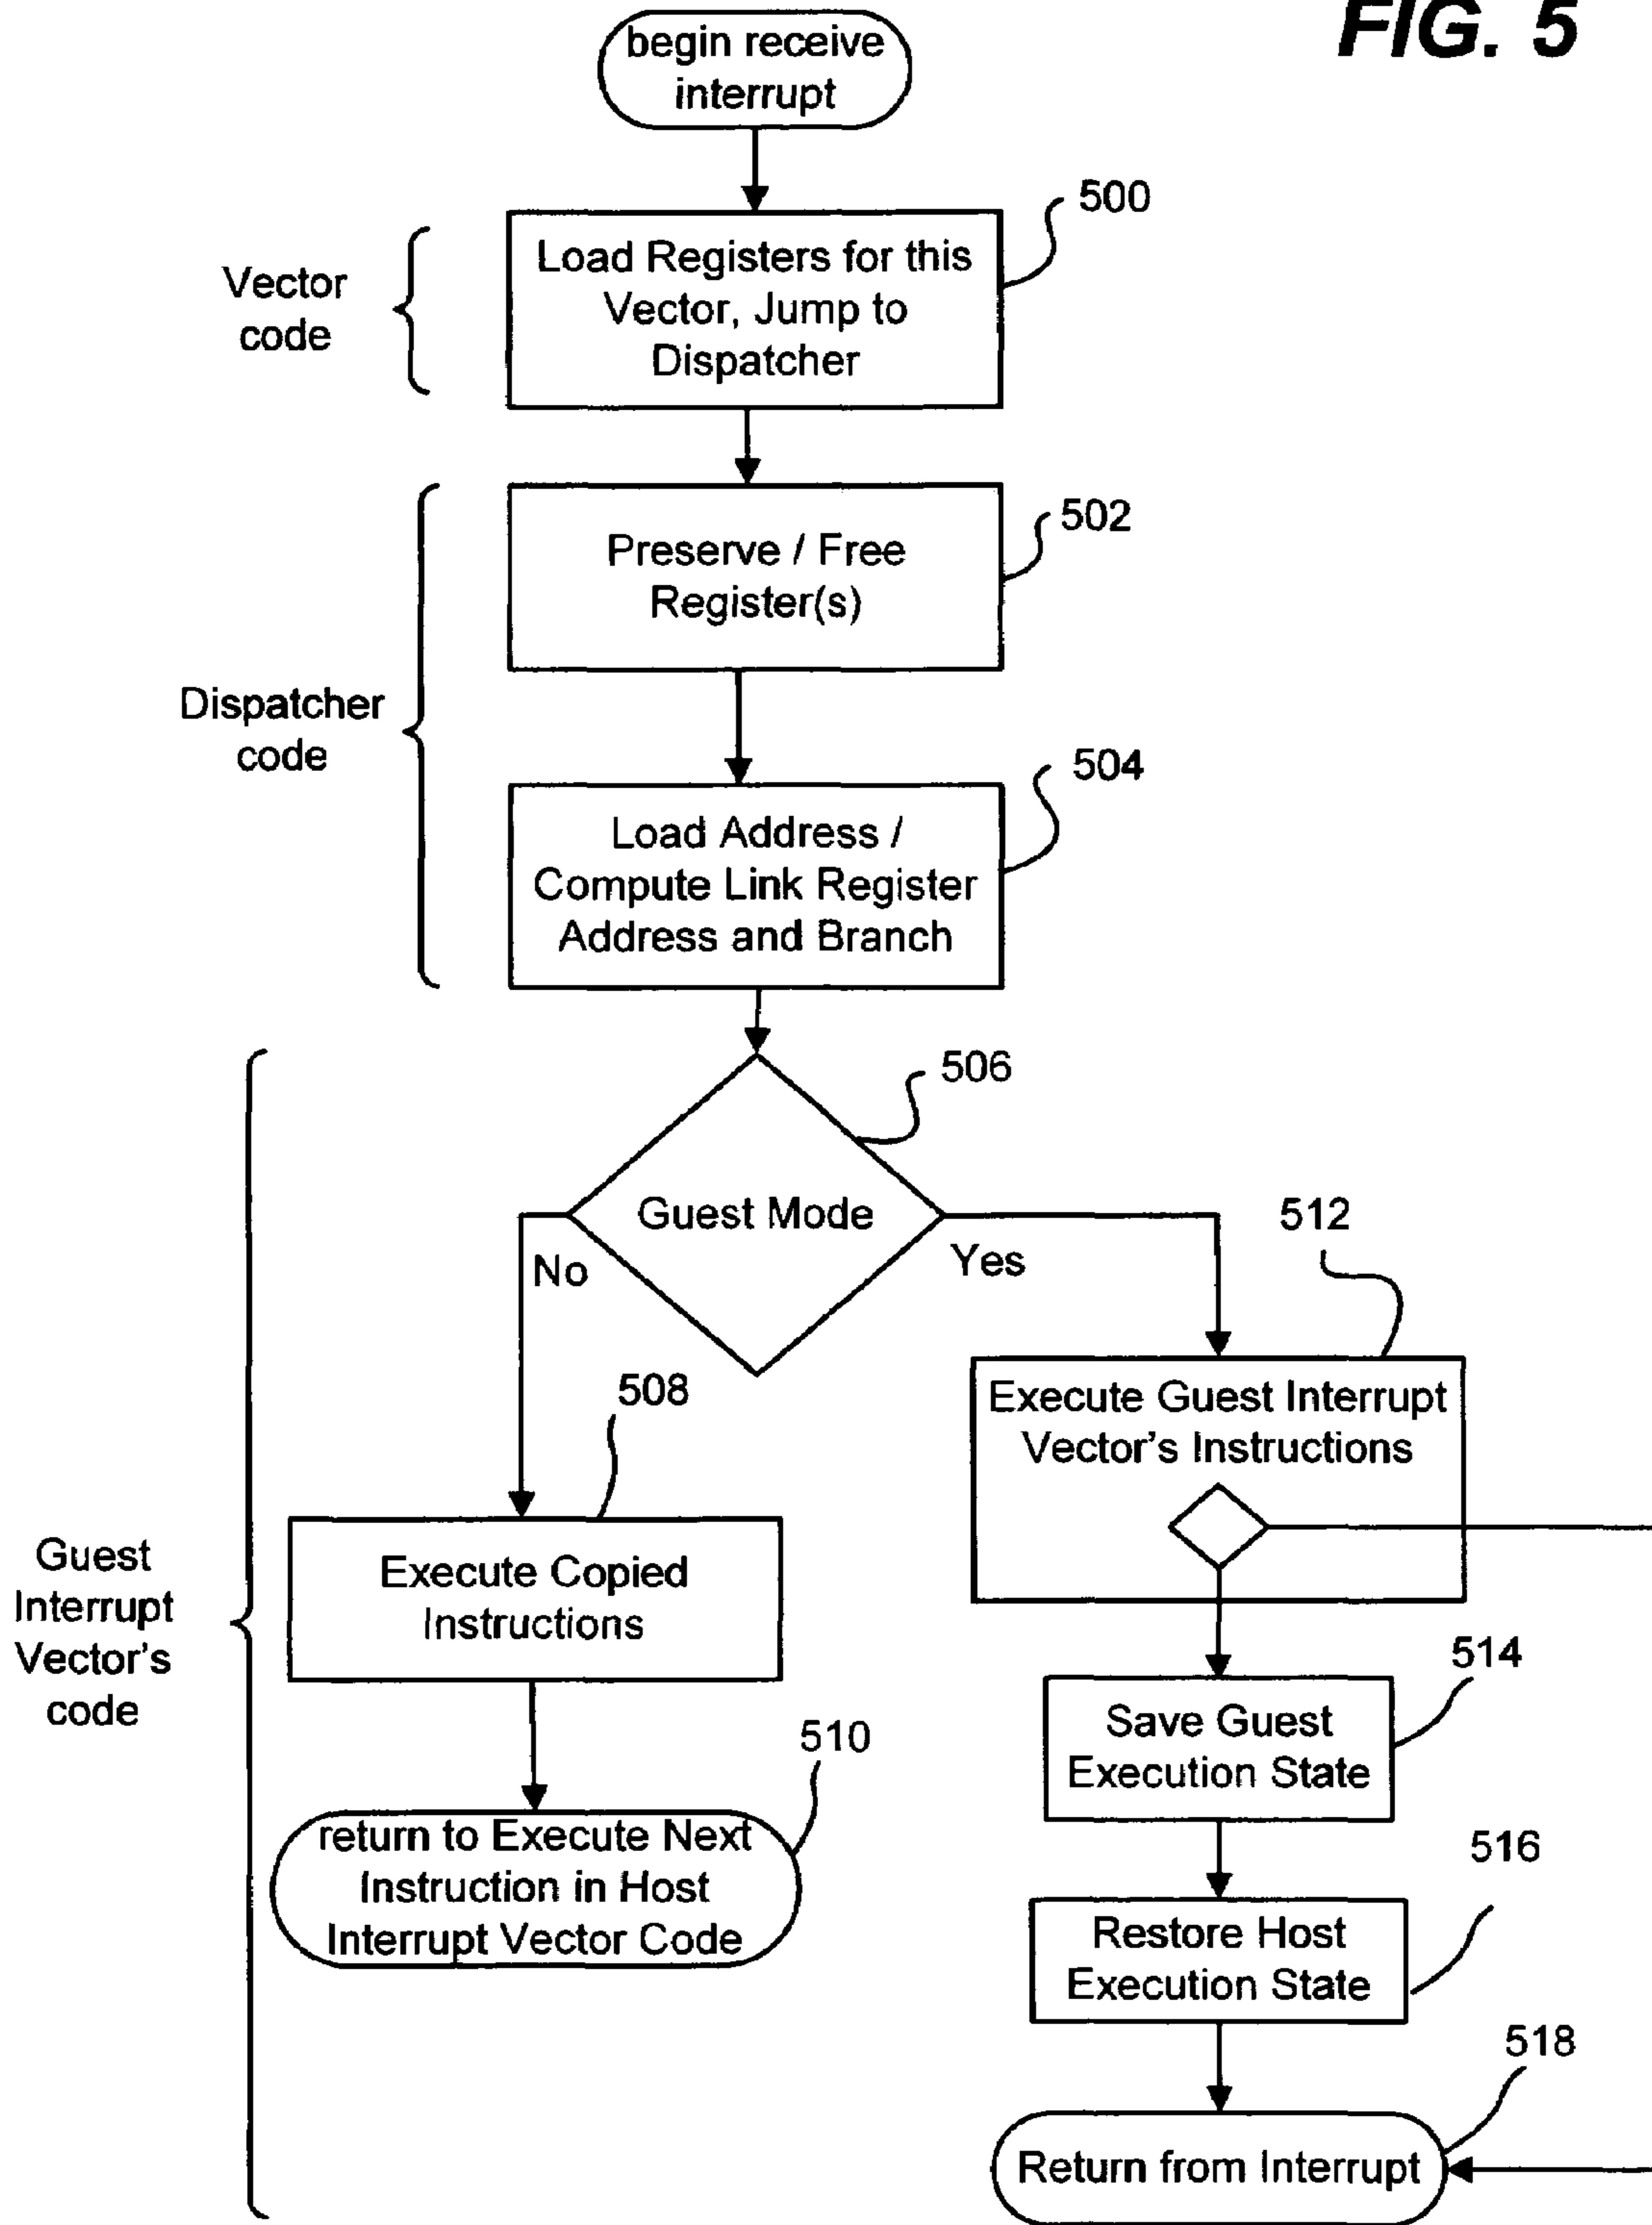 FIG. 5
begin receive
interrupt
500
Load Registers for this
Vector, Jump to
Dispatcher
Vector
code
502
Preserve / Free
Register(s)
Dispatcher
code
504
Load Address /
Compute Link Register
Address and Branch
506
Guest Mode
No
Yes
512
Execute Guest Interrupt
Vector's Instructions
508
Execute Copied
Instructions
Guest
Interrupt
Vector's
code
514
Save Guest
Execution State
510
return to Execute Next
Instruction in Host
Interrupt Vector Code
516
Restore Host
Execution State
518
Return from Interrupt